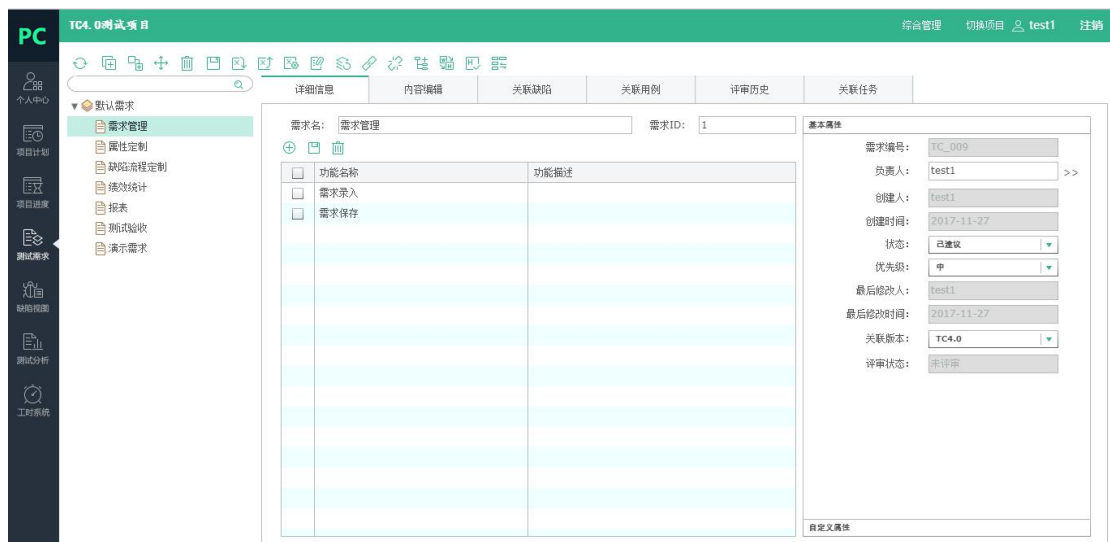 PC
TC4.0测试项目
综合管理 切换项目 test1 注销
个人中心
项目计划
项目进度
测试需求
缺陷视图
测试分析
工时系统
默认需求
需求管理
属性定制
缺陷流程定制
绩效统计
报表
测试验收
演示需求
详细信息 内容编辑 关联缺陷 关联用例 评审历史 关联任务
需求名: 需求管理 需求ID: 1
功能名称 功能描述
需求录入
需求保存
基本属性
需求编号: TC_009
负责人: test1 >>
创建人: test1
创建时间: 2017-11-27
状态: 已建议
优先级: 中
最后修改人: test1
最后修改时间: 2017-11-27
关联版本: TC4.0
评审状态: 未评审
自定义属性